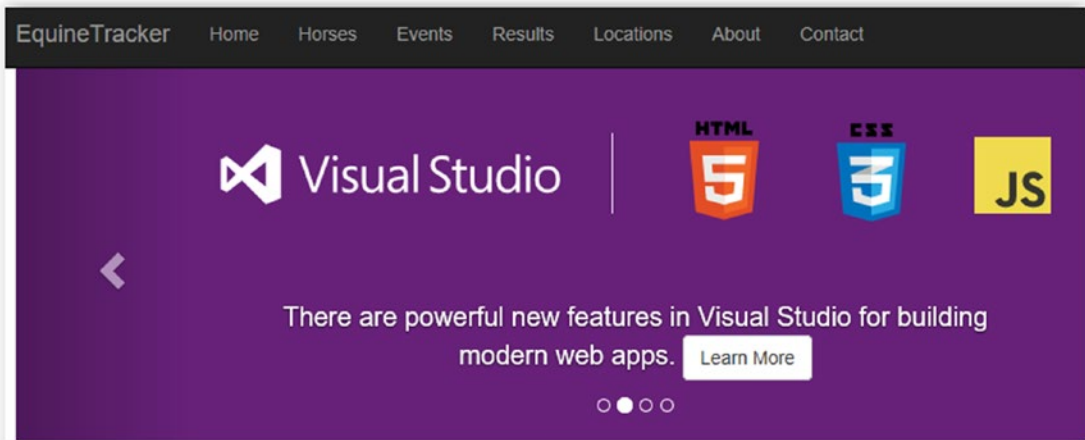 EquineTracker Home Horses Events Results Locations About Contact
Visual Studio HTML 5 CSS 3 JS
There are powerful new features in Visual Studio for building
modern web apps. Learn More